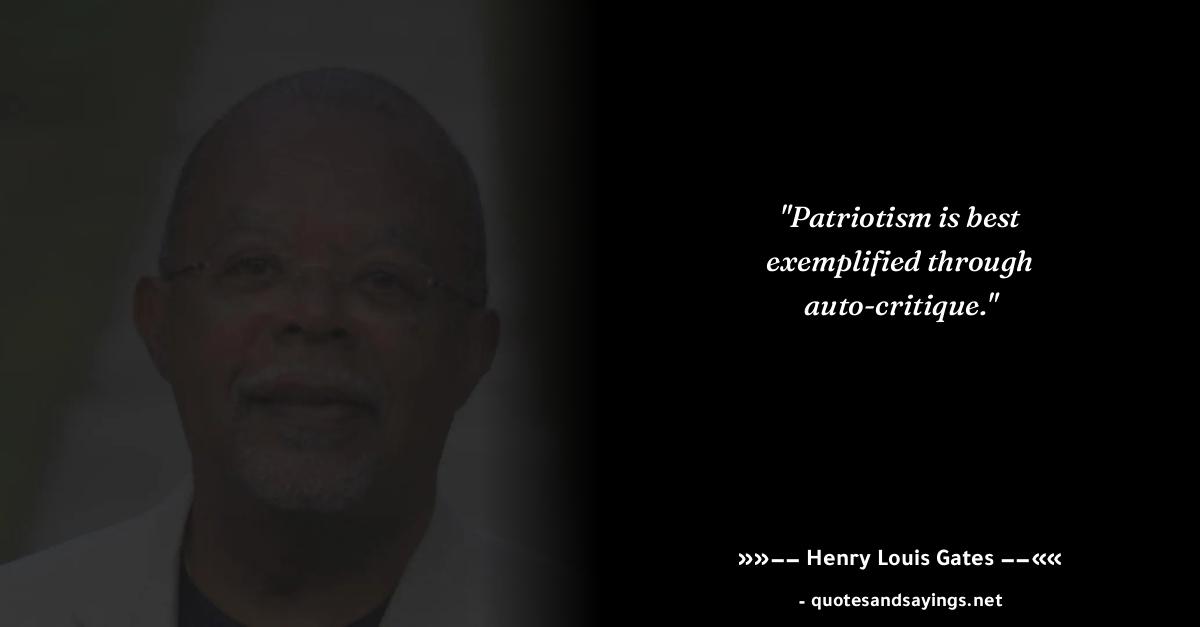 "Patriotism is best
exemplified through
auto-critique."
»»−− Henry Louis Gates −−««
- quotesandsayings.net